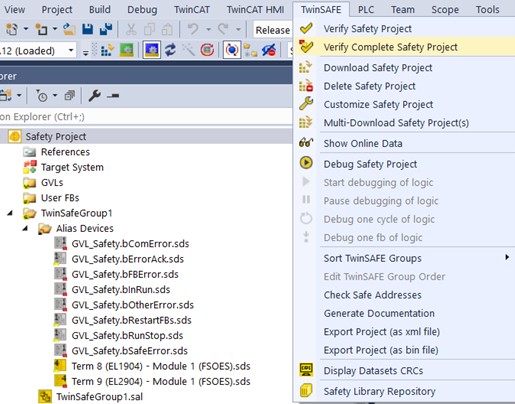 View Project Build Debug TwinCAT TwinCAT HMI TwinSAFE PLC Team Scope Tools
Release
.12 (Loaded)
orer
on Explorer (Ctrl+;)
Safety Project
References
Target System
GVLs
User FBs
TwinSafeGroup1
Alias Devices
GVL_Safety.bComError.sds
GVL_Safety.bErrorAck.sds
GVL_Safety.bFBError.sds
GVL_Safety.bInRun.sds
GVL_Safety.bOtherError.sds
GVL_Safety.bRestartFBs.sds
GVL_Safety.bRunStop.sds
GVL_Safety.bSafeError.sds
Term 8 (EL1904) - Module 1 (FSOES).sds
Term 9 (EL2904) - Module 1 (FSOES).sds
TwinSafeGroup1.sal
Verify Safety Project
Verify Complete Safety Project
Download Safety Project
Delete Safety Project
Customize Safety Project
Multi-Download Safety Project(s)
Show Online Data
Debug Safety Project
Start debugging of logic
Pause debugging of logic
Debug one cycle of logic
Debug one fb of logic
Sort TwinSAFE Groups
Edit TwinSAFE Group Order
Check Safe Addresses
Generate Documentation
Export Project (as xml file)
Export Project (as bin file)
Display Datasets CRCs
Safety Library Repository